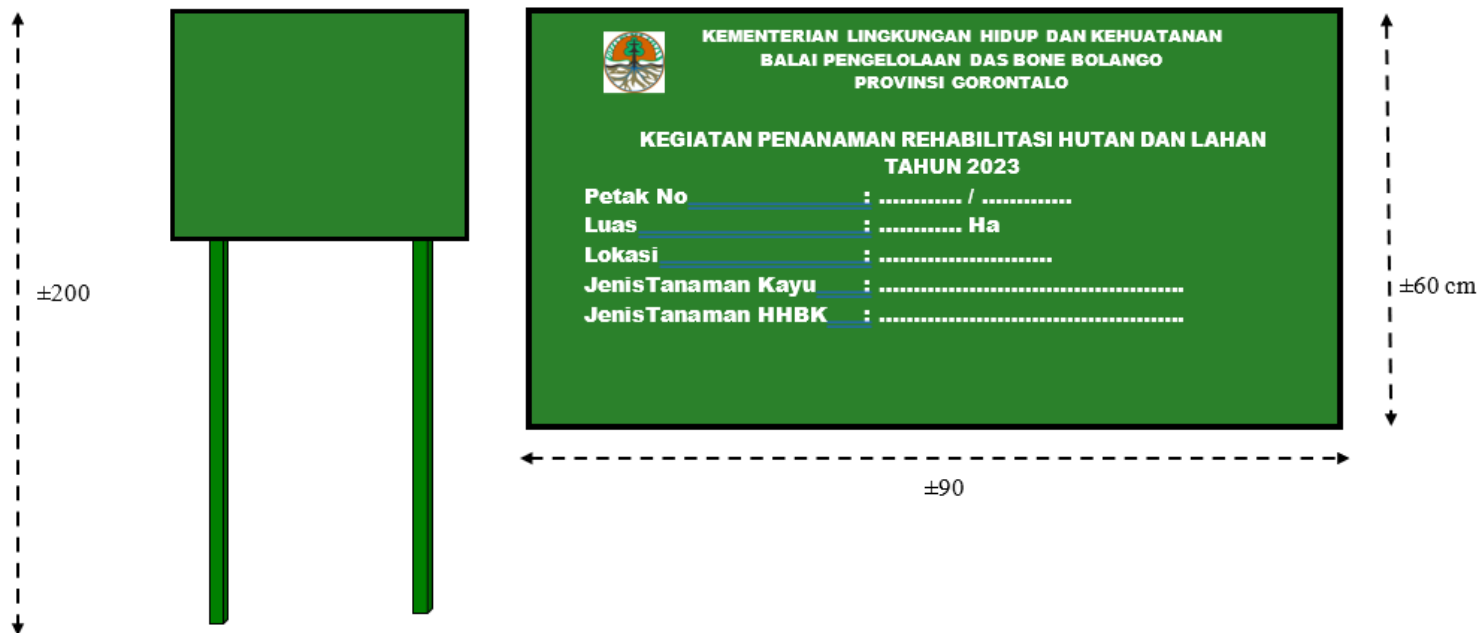 KEMENTERIAN LINGKUNGAN HIDUP DAN KEHUATANAN
BALAI PENGELOLAAN DAS BONE BOLANGO
PROVINSI GORONTALO
KEGIATAN PENANAMAN REHABILITASI HUTAN DAN LAHAN
TAHUN 2023
Petak No : ............ / .............
Luas : ............ Ha
Lokasi : .........................
JenisTanaman Kayu : ............................................
JenisTanaman HHBK : ............................................
±200
±60 cm
±90